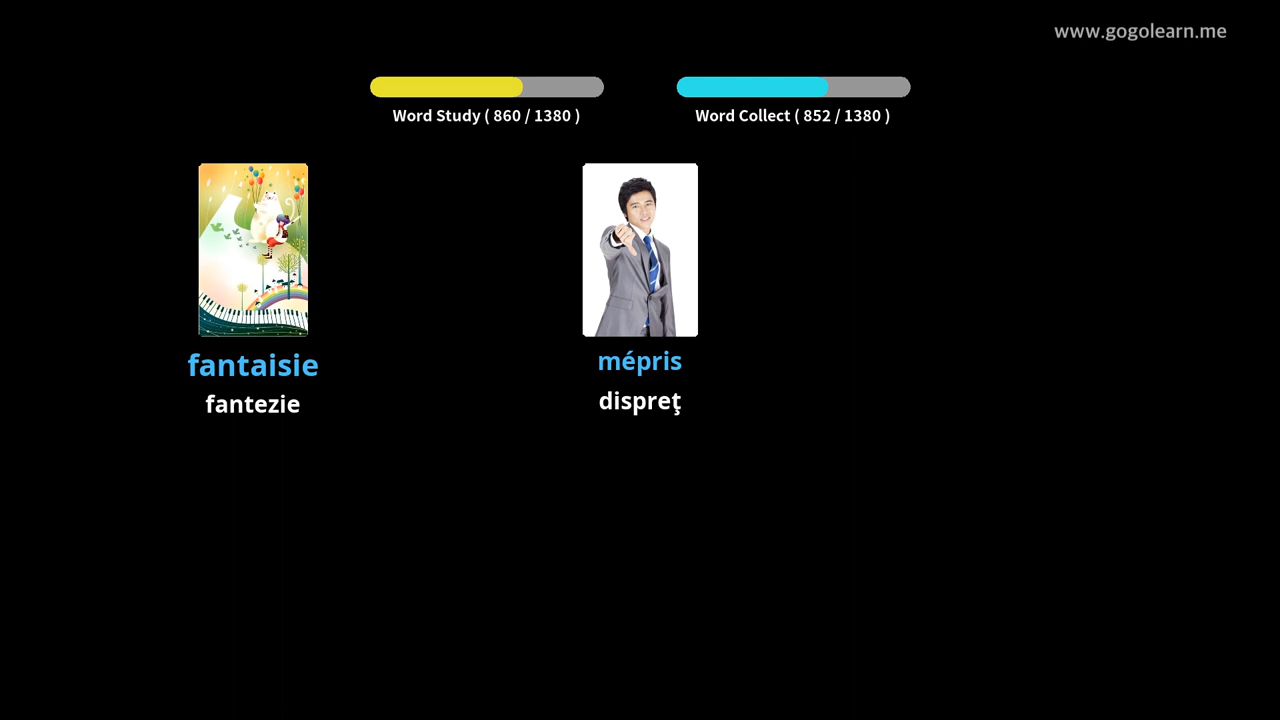 www.gogolearn.me
Word Study ( 860 / 1380 )
Word Collect ( 852 / 1380 )
fantaisie
fantezie
mépris
dispreţ